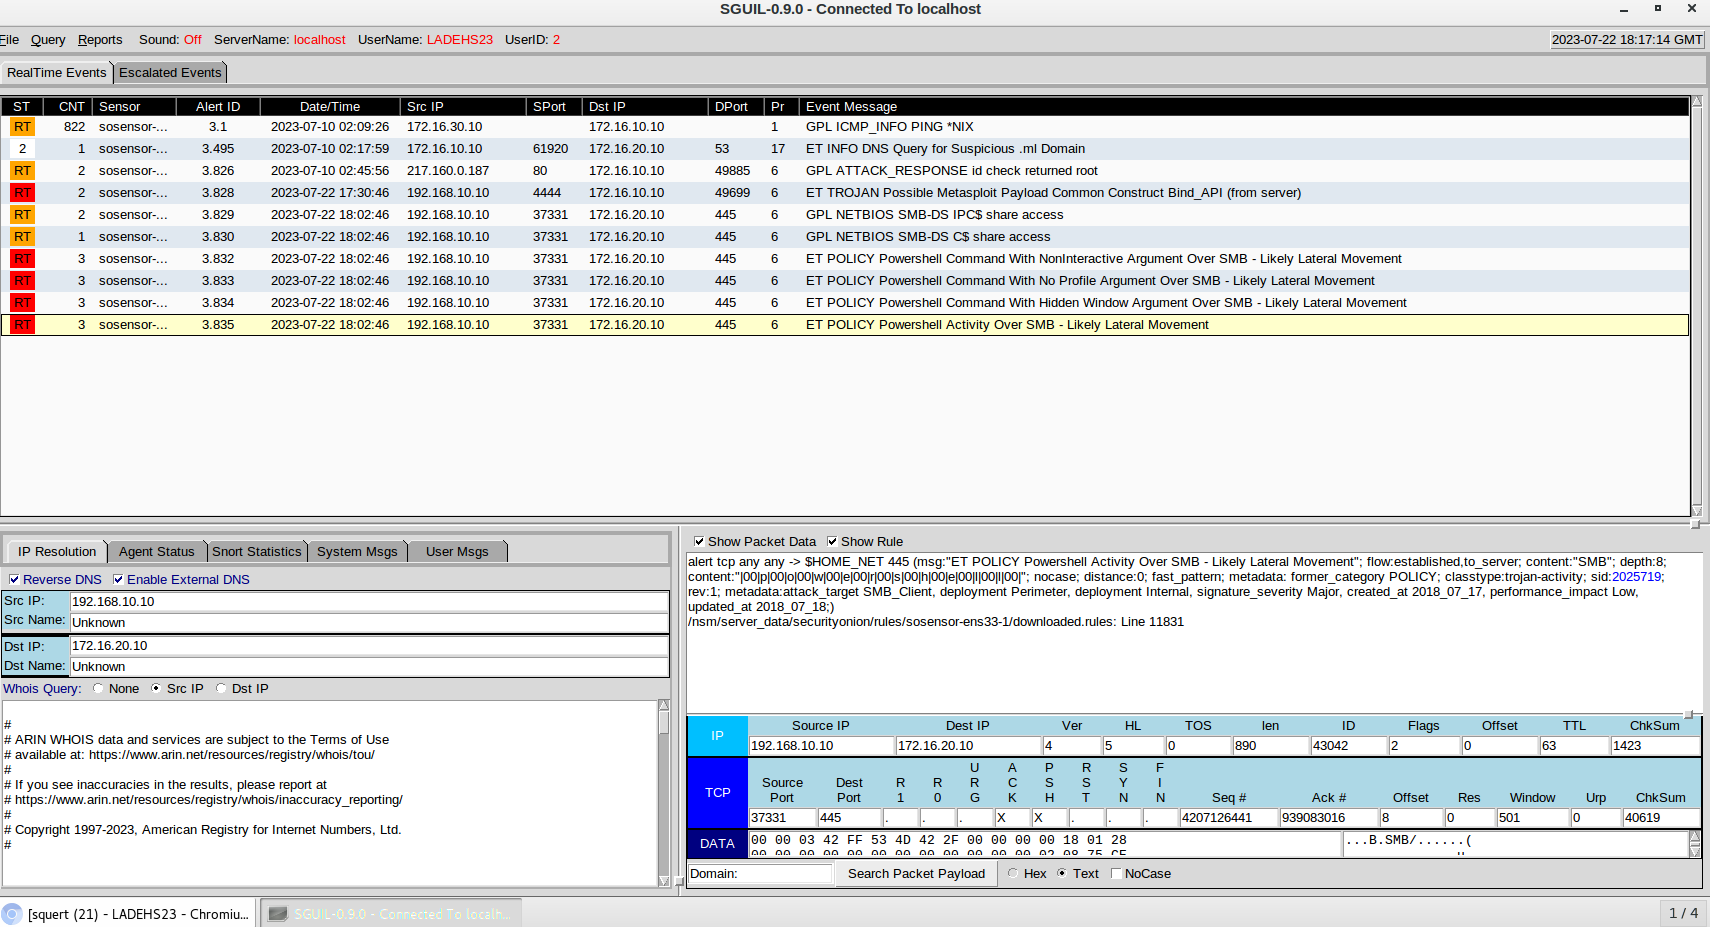 SGUIL-0.9.0 - Connected To localhost
File Query Reports Sound: Off ServerName: localhost UserName: LADEHS23 UserID: 2 2023-07-22 18:17:14 GMT
RealTime Events Escalated Events
ST CNT Sensor Alert ID Date/Time Src IP SPort Dst IP DPort Pr Event Message
RT 822 sosensor-... 3.1 2023-07-10 02:09:26 172.16.30.10 172.16.10.10 1 GPL ICMP_INFO PING *NIX
2 1 sosensor-... 3.495 2023-07-10 02:17:59 172.16.10.10 61920 172.16.20.10 53 17 ET INFO DNS Query for Suspicious .ml Domain
RT 2 sosensor-... 3.826 2023-07-10 02:45:56 217.160.0.187 80 172.16.20.10 49885 6 GPL ATTACK_RESPONSE id check returned root
RT 2 sosensor-... 3.828 2023-07-22 17:30:46 192.168.10.10 4444 172.16.20.10 49699 6 ET TROJAN Possible Metasploit Payload Common Construct Bind_API (from server)
RT 2 sosensor-... 3.829 2023-07-22 18:02:46 192.168.10.10 37331 172.16.20.10 445 6 GPL NETBIOS SMB-DS IPC$ share access
RT 1 sosensor-... 3.830 2023-07-22 18:02:46 192.168.10.10 37331 172.16.20.10 445 6 GPL NETBIOS SMB-DS C$ share access
RT 3 sosensor-... 3.832 2023-07-22 18:02:46 192.168.10.10 37331 172.16.20.10 445 6 ET POLICY Powershell Command With NonInteractive Argument Over SMB - Likely Lateral Movement
RT 3 sosensor-... 3.833 2023-07-22 18:02:46 192.168.10.10 37331 172.16.20.10 445 6 ET POLICY Powershell Command With No Profile Argument Over SMB - Likely Lateral Movement
RT 3 sosensor-... 3.834 2023-07-22 18:02:46 192.168.10.10 37331 172.16.20.10 445 6 ET POLICY Powershell Command With Hidden Window Argument Over SMB - Likely Lateral Movement
RT 3 sosensor-... 3.835 2023-07-22 18:02:46 192.168.10.10 37331 172.16.20.10 445 6 ET POLICY Powershell Activity Over SMB - Likely Lateral Movement
IP Resolution Agent Status Snort Statistics System Msgs User Msgs
Reverse DNS Enable External DNS
Src IP: 192.168.10.10
Src Name: Unknown
Dst IP: 172.16.20.10
Dst Name: Unknown
Whois Query: None Src IP Dst IP
#
# ARIN WHOIS data and services are subject to the Terms of Use
# available at: https://www.arin.net/resources/registry/whois/tou/
#
# If you see inaccuracies in the results, please report at
# https://www.arin.net/resources/registry/whois/inaccuracy_reporting/
#
# Copyright 1997-2023, American Registry for Internet Numbers, Ltd.
#
Show Packet Data Show Rule
alert tcp any any -> $HOME_NET 445 (msg:"ET POLICY Powershell Activity Over SMB - Likely Lateral Movement"; flow:established,to_server; content:"SMB"; depth:8;
content:"|00|p|00|o|00|w|00|e|00|r|00|s|00|h|00|e|00|l|00|l|00|"; nocase; distance:0; fast_pattern; metadata: former_category POLICY; classtype:trojan-activity; sid:2025719;
rev:1; metadata:attack_target SMB_Client, deployment Perimeter, deployment Internal, signature_severity Major, created_at 2018_07_17, performance_impact Low,
updated_at 2018_07_18;)
/nsm/server_data/securityonion/rules/sosensor-ens33-1/downloaded.rules: Line 11831
IP Source IP Dest IP Ver HL TOS len ID Flags Offset TTL ChkSum
192.168.10.10 172.16.20.10 4 5 0 890 43042 2 0 63 1423
TCP Source Port Dest Port R1 R0 URG ACK PSH RST SYN FIN Seq # Ack # Offset Res Window Urp ChkSum
37331 445 . . . X X . . . 4207126441 939083016 8 0 501 0 40619
DATA 00 00 03 42 FF 53 4D 42 2F 00 00 00 00 18 01 28 ...B.SMB/......(
Domain: Search Packet Payload Hex Text NoCase
[squert (21) - LADEHS23 - Chromiu... SGUIL-0.9.0 - Connected To localh... 1 / 4